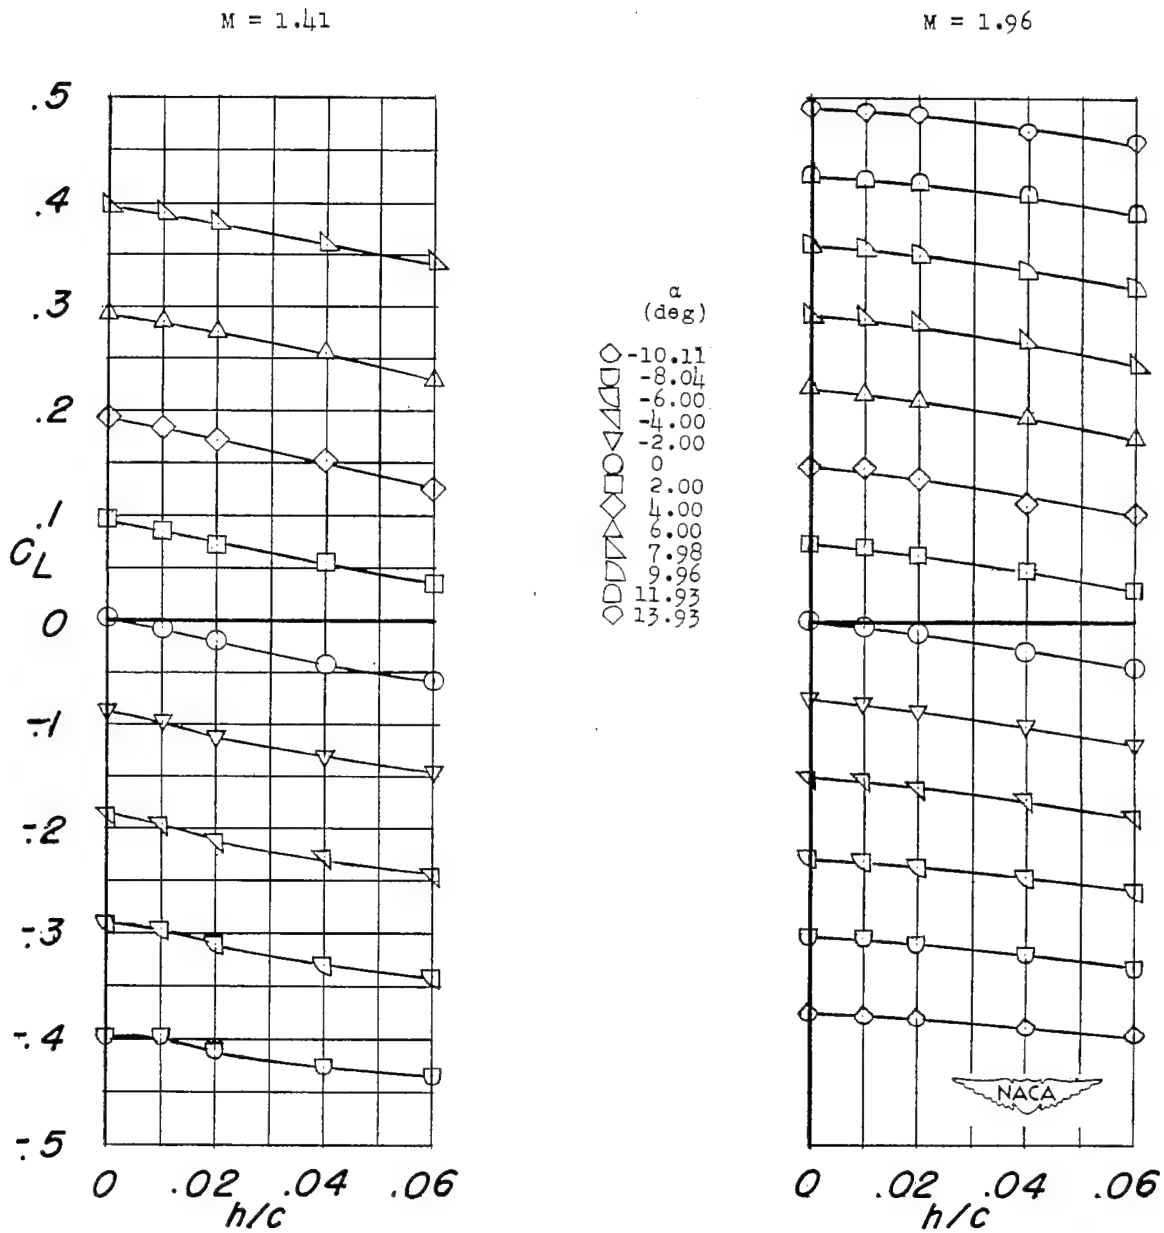 M = 1.41
M = 1.96
.5
.4
.3
.2
.1
C_L
0
-.1
-.2
-.3
-.4
-.5
0 .02 .04 .06
h/c
α
(deg)
-10.11
-8.04
-6.00
-4.00
-2.00
0
2.00
4.00
6.00
7.98
9.96
11.93
13.93
NACA
0 .02 .04 .06
h/c